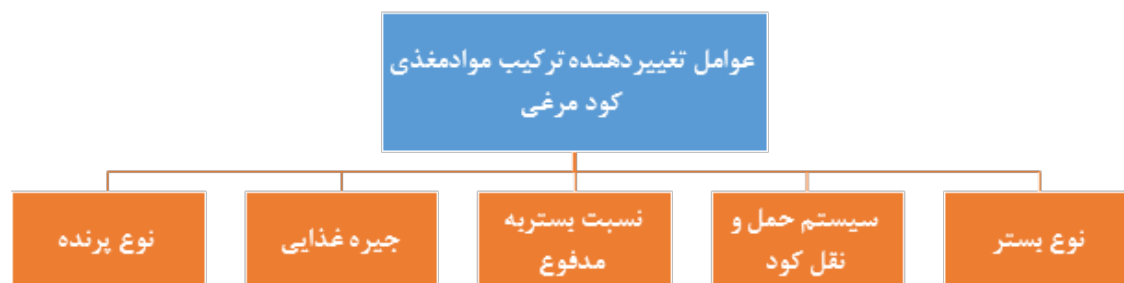 عوامل تغییردهنده ترکیب موادمغذی
کود مرغی
نوع بستر
سیستم حمل و
نقل کود
نسبت بستربه
مدفوع
جیره غذایی
نوع پرنده